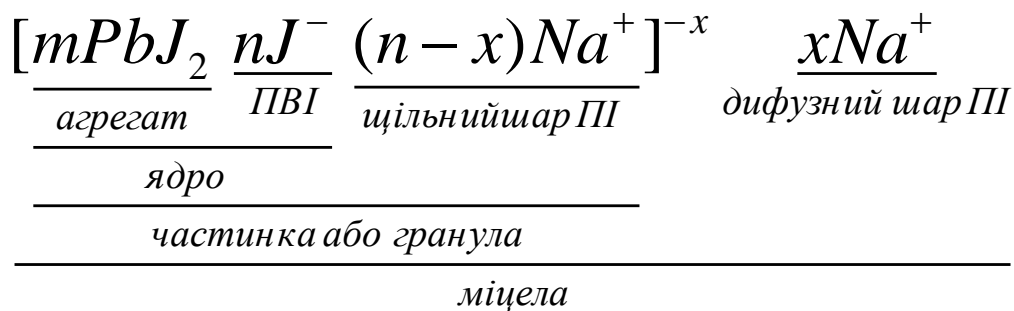 [mPbJ₂ nJ⁻ (n – x)Na⁺]⁻ˣ xNa⁺
агрегат ПВІ щільнийшар ПІ дифузний шар ПІ
ядро
частинка або гранула
міцела